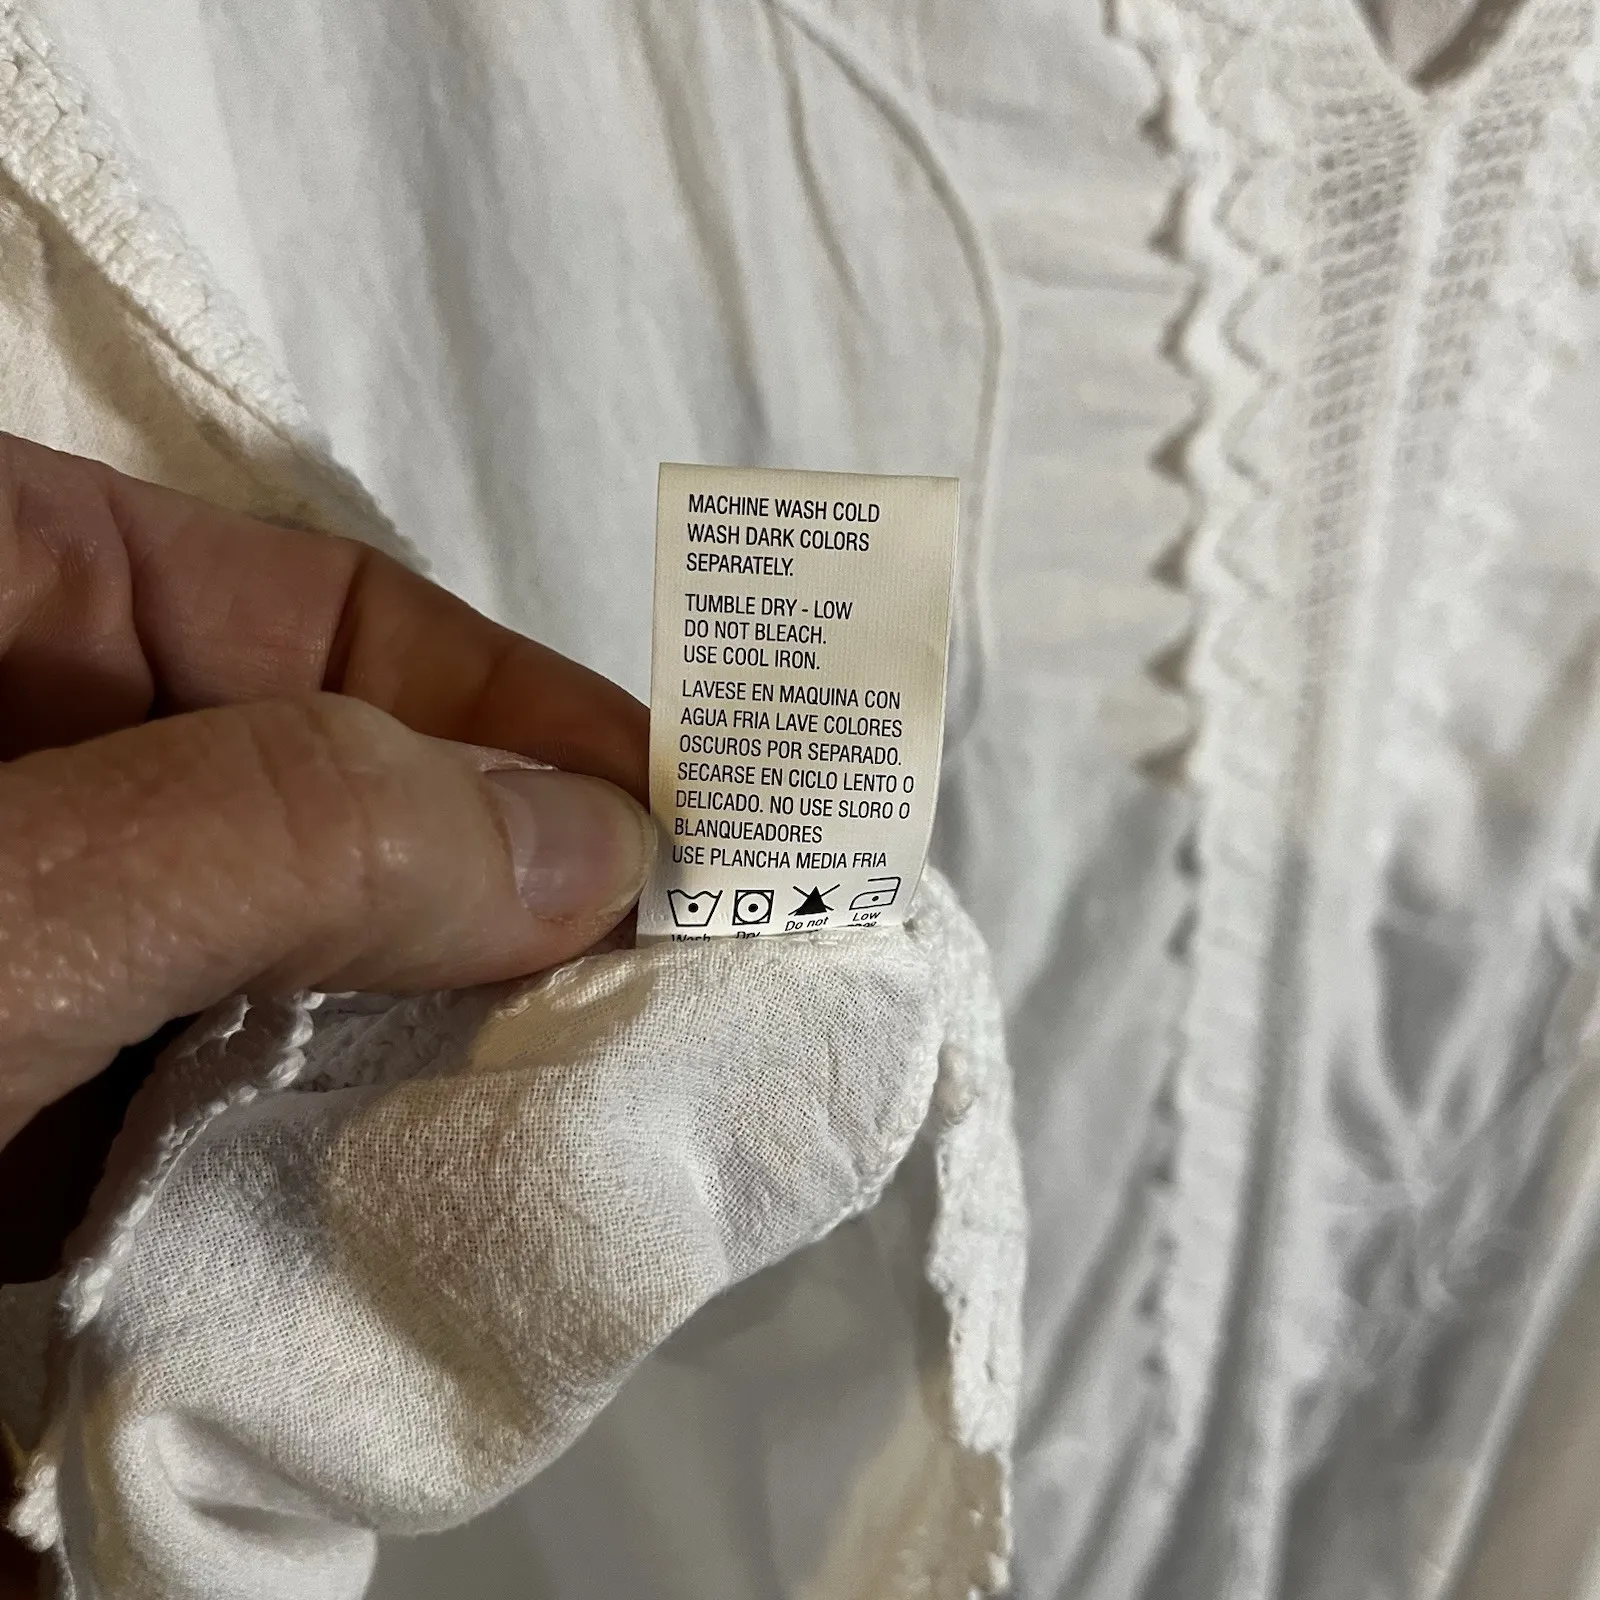 MACHINE WASH COLD
WASH DARK COLORS
SEPARATELY.
TUMBLE DRY - LOW
DO NOT BLEACH.
USE COOL IRON.
LAVESE EN MAQUINA CON
AGUA FRIA LAVE COLORES
OSCUROS POR SEPARADO.
SECARSE EN CICLO LENTO O
DELICADO. NO USE SLORO O
BLANQUEADORES
USE PLANCHA MEDIA FRIA
Wash Dry Do not Low